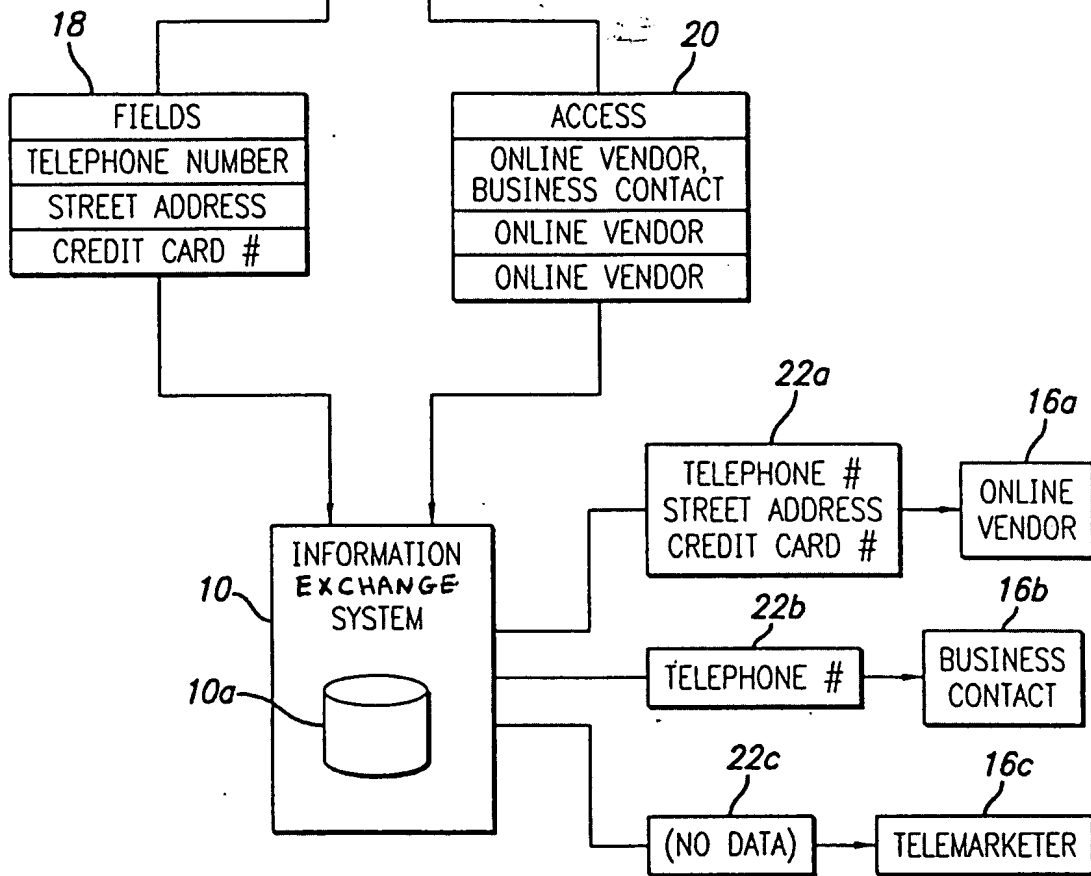 18
20
FIELDS
TELEPHONE NUMBER
STREET ADDRESS
CREDIT CARD #
ACCESS
ONLINE VENDOR,
BUSINESS CONTACT
ONLINE VENDOR
ONLINE VENDOR
22a
16a
TELEPHONE #
STREET ADDRESS
CREDIT CARD #
ONLINE
VENDOR
INFORMATION
EXCHANGE
SYSTEM
10
10a
22b
16b
TELEPHONE #
BUSINESS
CONTACT
22c
16c
(NO DATA)
TELEMARKETER